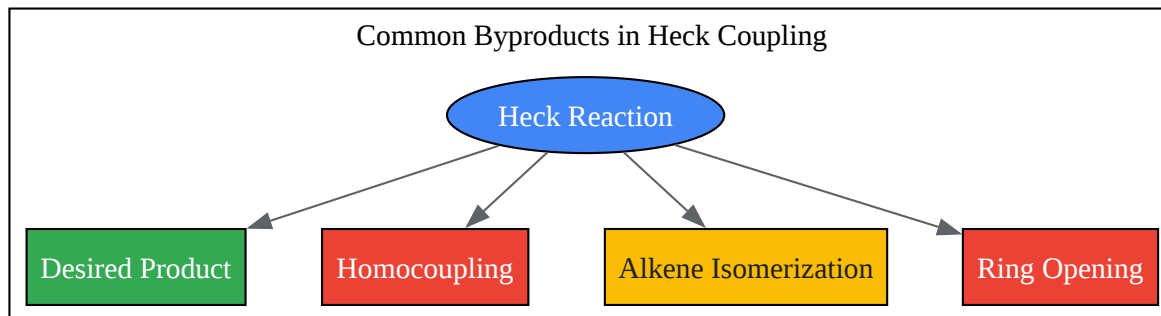 Common Byproducts in Heck Coupling
Heck Reaction
Desired Product
Homocoupling
Alkene Isomerization
Ring Opening